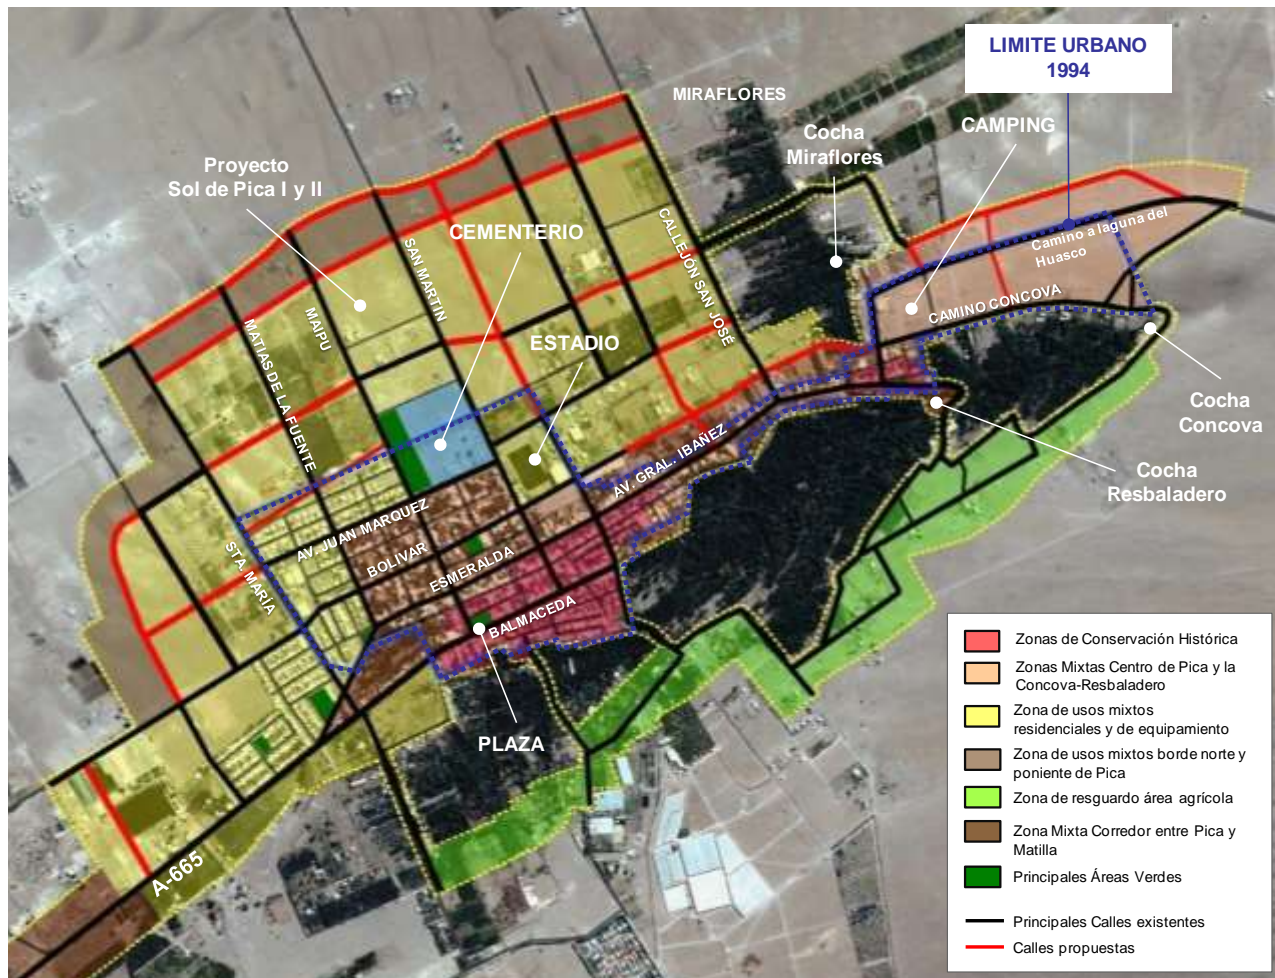 LIMITE URBANO
1994
MIRAFLORES
Cocha
Miraflores
CAMPING
Proyecto
Sol de Pica I y II
CEMENTERIO
SAN MARTIN
CALLEJÓN SAN JOSÉ
Camino a laguna del
Huasco
CAMINO CONCOVA
MATIAS DE LA FUENTE
MAIPU
ESTADIO
Cocha
Concova
Cocha
Resbaladero
AV. GRAL. IBAÑEZ
AV. JUAN MARQUEZ
BOLIVAR
ESMERALDA
STA. MARÍA
BALMACEDA
PLAZA
A-665
Zonas de Conservación Histórica
Zonas Mixtas Centro de Pica y la
Concova-Resbaladero
Zona de usos mixtos
residenciales y de equipamiento
Zona de usos mixtos borde norte y
poniente de Pica
Zona de resguardo área agrícola
Zona Mixta Corredor entre Pica y
Matilla
Principales Áreas Verdes
Principales Calles existentes
Calles propuestas